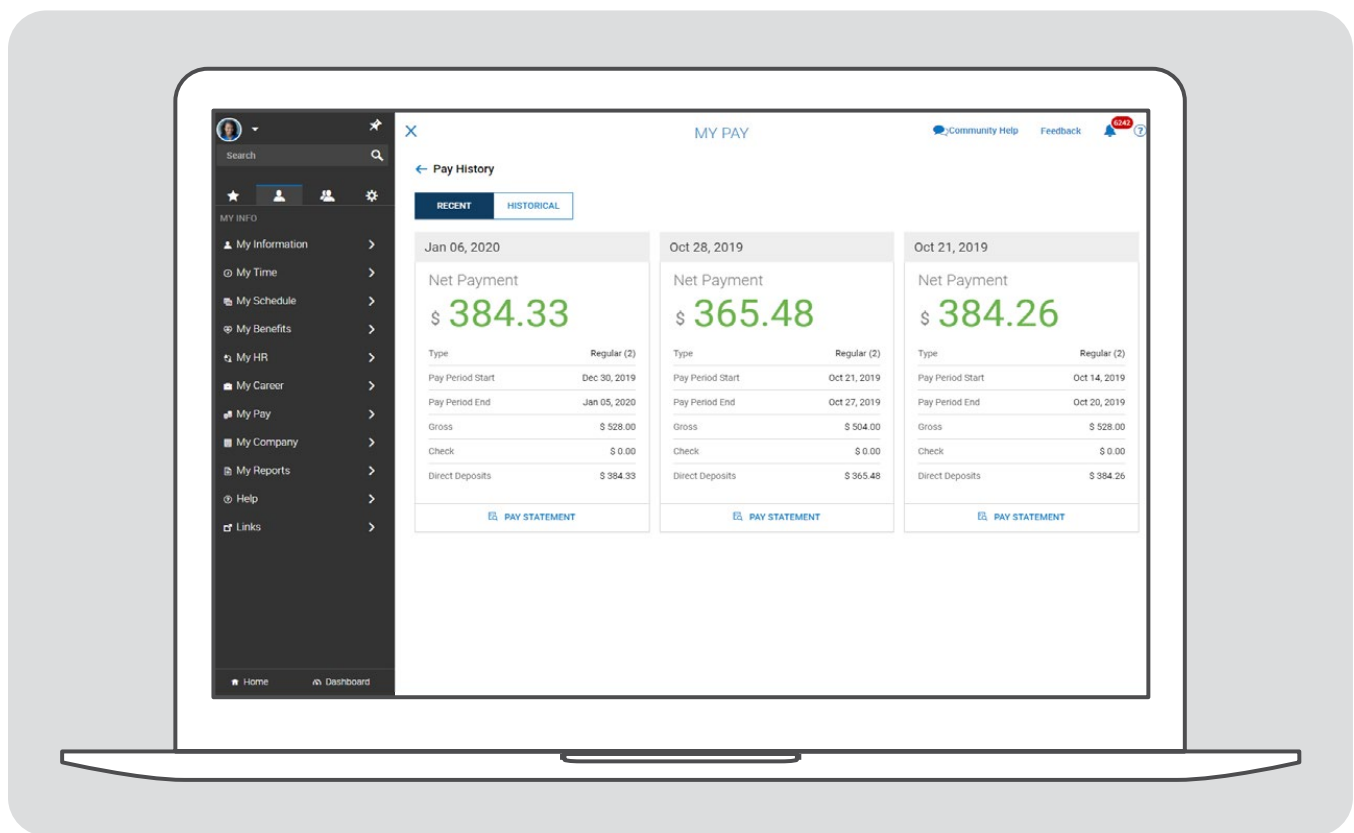 MY PAY
Community Help
Feedback
6242
?
Search
MY INFO
My Information
My Time
My Schedule
My Benefits
My HR
My Career
My Pay
My Company
My Reports
Help
Links
Home
Dashboard
Pay History
RECENT
HISTORICAL
Jan 06, 2020
Net Payment
$ 384.33
Type Regular (2)
Pay Period Start Dec 30, 2019
Pay Period End Jan 05, 2020
Gross $ 528.00
Check $ 0.00
Direct Deposits $ 384.33
PAY STATEMENT
Oct 28, 2019
Net Payment
$ 365.48
Type Regular (2)
Pay Period Start Oct 21, 2019
Pay Period End Oct 27, 2019
Gross $ 504.00
Check $ 0.00
Direct Deposits $ 365.48
PAY STATEMENT
Oct 21, 2019
Net Payment
$ 384.26
Type Regular (2)
Pay Period Start Oct 14, 2019
Pay Period End Oct 20, 2019
Gross $ 528.00
Check $ 0.00
Direct Deposits $ 384.26
PAY STATEMENT